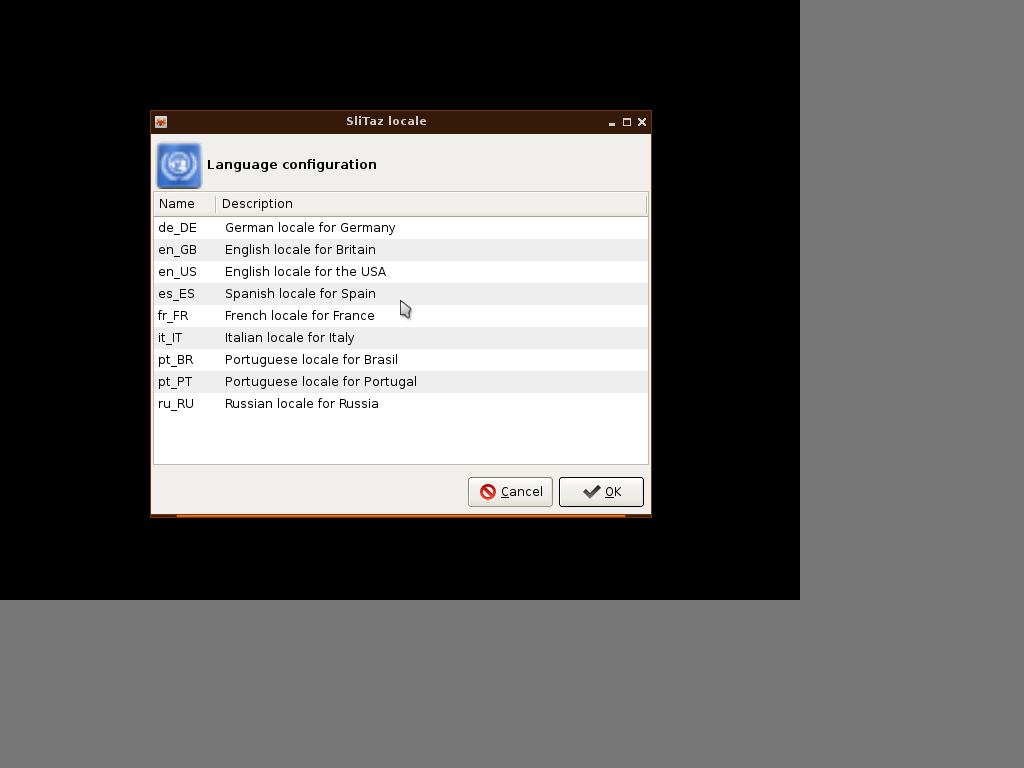 SliTaz locale
Language configuration
Name Description
de_DE German locale for Germany
en_GB English locale for Britain
en_US English locale for the USA
es_ES Spanish locale for Spain
fr_FR French locale for France
it_IT Italian locale for Italy
pt_BR Portuguese locale for Brasil
pt_PT Portuguese locale for Portugal
ru_RU Russian locale for Russia
Cancel OK